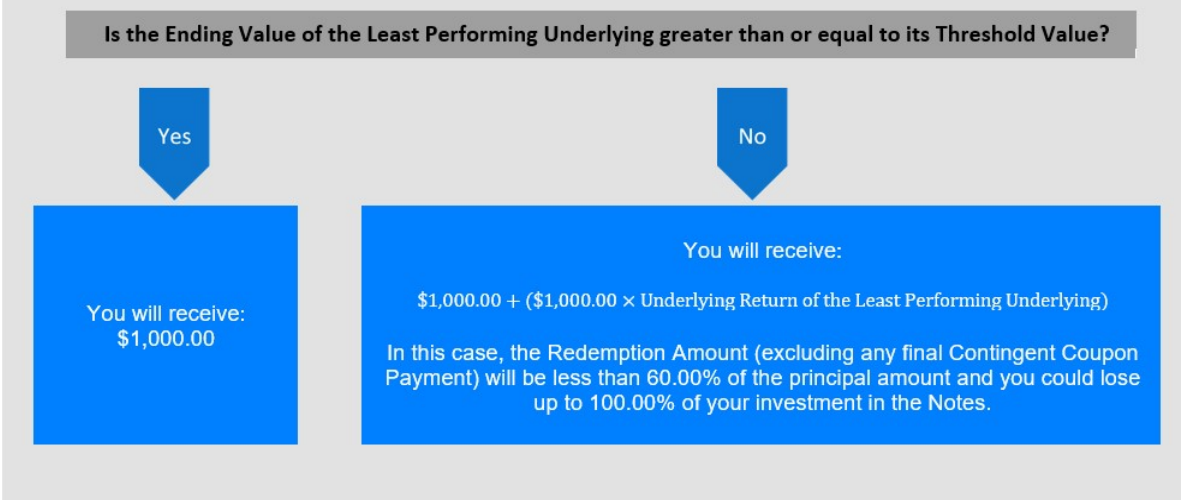 Is the Ending Value of the Least Performing Underlying greater than or equal to its Threshold Value?
Yes
No
You will receive:
$1,000.00
You will receive:
$1,000.00 + ($1,000.00 × Underlying Return of the Least Performing Underlying)
In this case, the Redemption Amount (excluding any final Contingent Coupon
Payment) will be less than 60.00% of the principal amount and you could lose
up to 100.00% of your investment in the Notes.